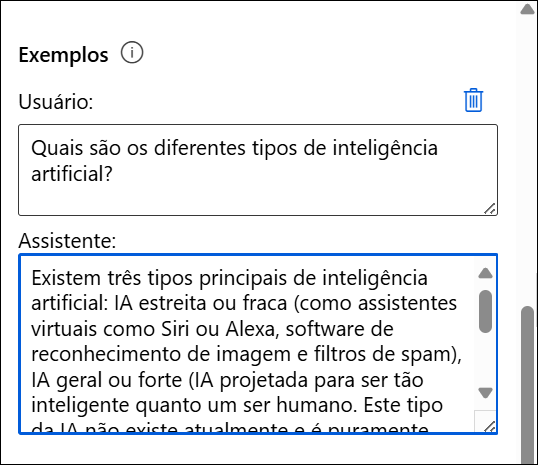 Exemplos
Usuário:
Quais são os diferentes tipos de inteligência
artificial?
Assistente:
Existem três tipos principais de inteligência
artificial: IA estreita ou fraca (como assistentes
virtuais como Siri ou Alexa, software de
reconhecimento de imagem e filtros de spam),
IA geral ou forte (IA projetada para ser tão
inteligente quanto um ser humano. Este tipo
da IA não existe atualmente e é puramente